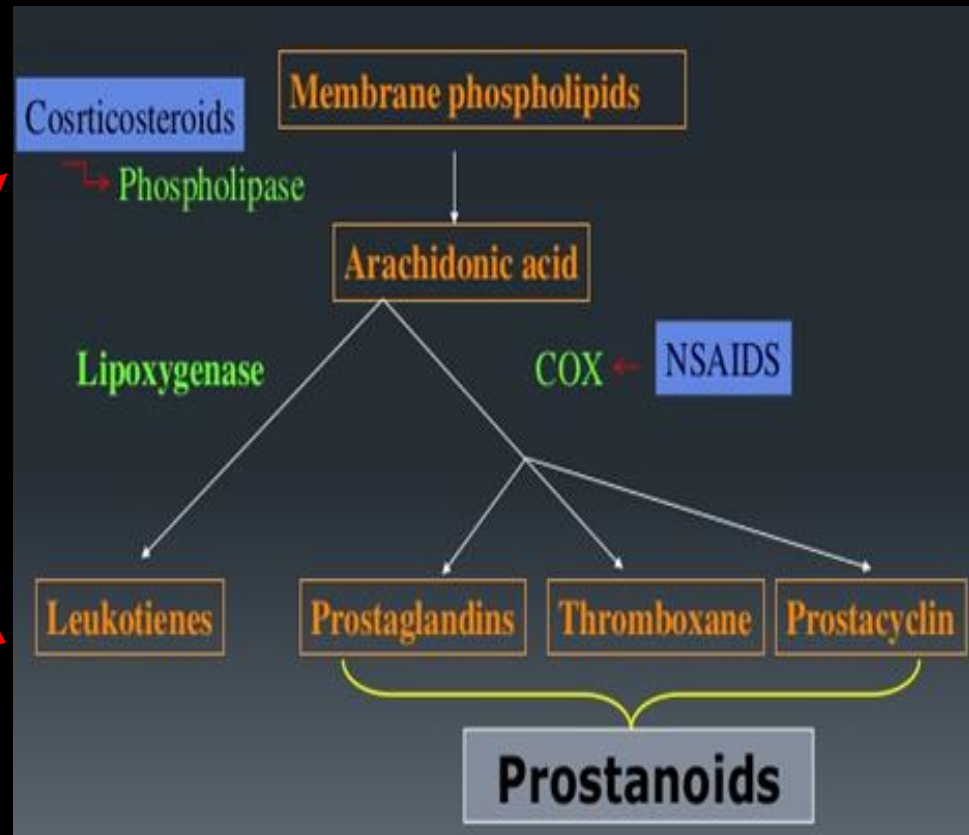 Membrane phospholipids
Cosrticosteroids
Phospholipase
Arachidonic acid
Lipoxygenase
COX
NSAIDS
Leukotienes
Prostaglandins
Thromboxane
Prostacyclin
Prostanoids